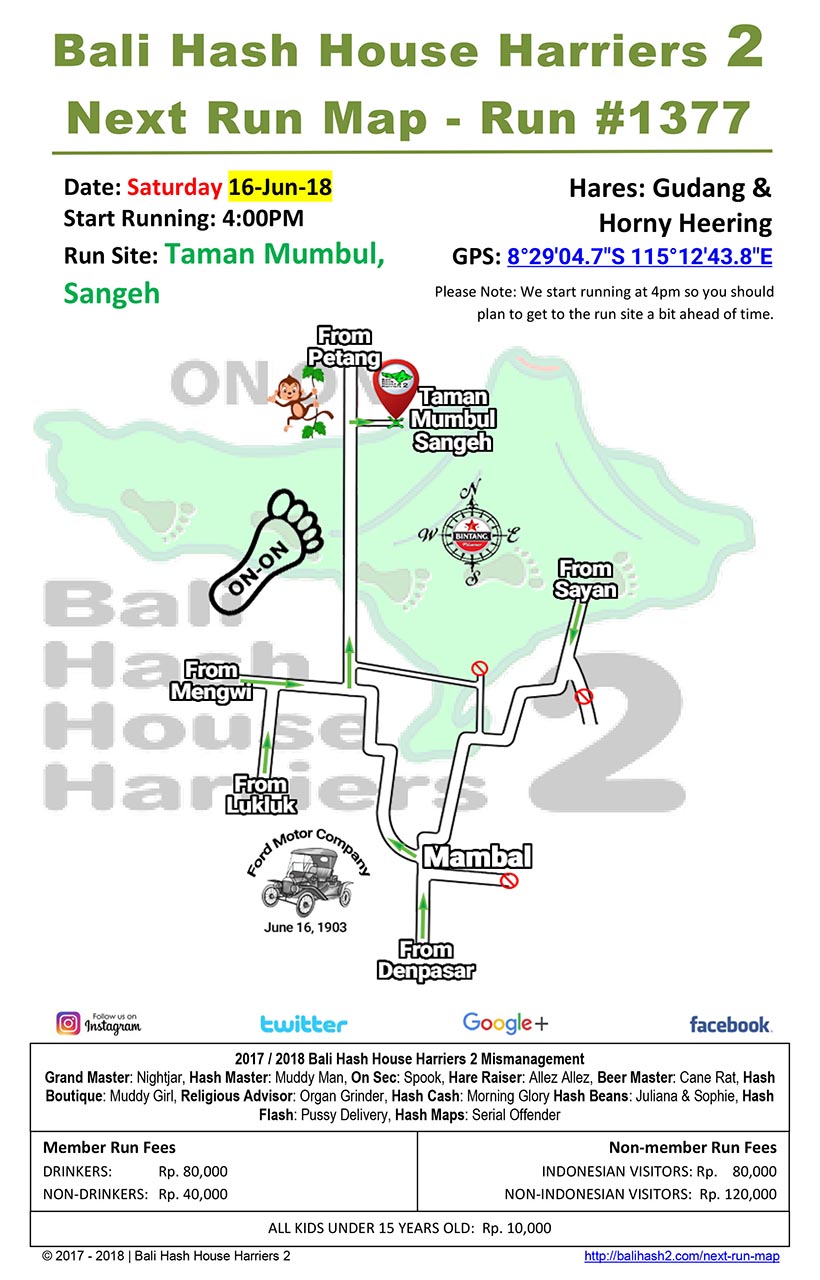 Bali Hash House Harriers 2
Next Run Map - Run #1377
Date: Saturday 16-Jun-18
Start Running: 4:00PM
Run Site: Taman Mumbul,
Sangeh
Hares: Gudang &
Horny Heering
GPS: 8°29'04.7"S 115°12'43.8"E
Please Note: We start running at 4pm so you should
plan to get to the run site a bit ahead of time.
ON-ON
From
Petang
Taman
Mumbul
Sangeh
N
W
E
S
BINTANG
Pilsener
ON-ON
From
Sayan
Bali
Hash
House
Harriers 2
From
Mengwi
From
Lukluk
Ford Motor Company
June 16, 1903
Mambal
From
Denpasar
Follow us on
Instagram
twitter
Google+
facebook.
2017 / 2018 Bali Hash House Harriers 2 Mismanagement
Grand Master: Nightjar, Hash Master: Muddy Man, On Sec: Spook, Hare Raiser: Allez Allez, Beer Master: Cane Rat, Hash
Boutique: Muddy Girl, Religious Advisor: Organ Grinder, Hash Cash: Morning Glory Hash Beans: Juliana & Sophie, Hash
Flash: Pussy Delivery, Hash Maps: Serial Offender
Member Run Fees
DRINKERS: Rp. 80,000
NON-DRINKERS: Rp. 40,000
Non-member Run Fees
INDONESIAN VISITORS: Rp. 80,000
NON-INDONESIAN VISITORS: Rp. 120,000
ALL KIDS UNDER 15 YEARS OLD: Rp. 10,000
© 2017 - 2018 | Bali Hash House Harriers 2
http://balihash2.com/next-run-map